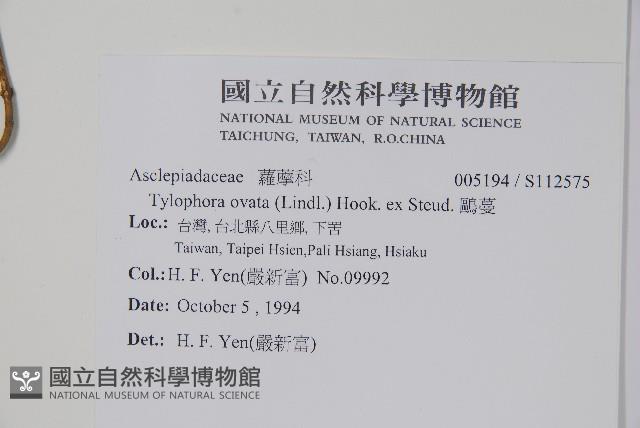 國立自然科學博物館
NATIONAL MUSEUM OF NATURAL SCIENCE
TAICHUNG, TAIWAN, R.O.CHINA
Asclepiadaceae 蘿藦科 005194 / S112575
Tylophora ovata (Lindl.) Hook. ex Steud. 鷗蔓
Loc.: 台灣, 台北縣八里鄉, 下罟
Taiwan, Taipei Hsien,Pali Hsiang, Hsiaku
Col.: H. F. Yen(嚴新富) No.09992
Date: October 5 , 1994
Det.: H. F. Yen(嚴新富)
國立自然科學博物館
NATIONAL MUSEUM OF NATURAL SCIENCE